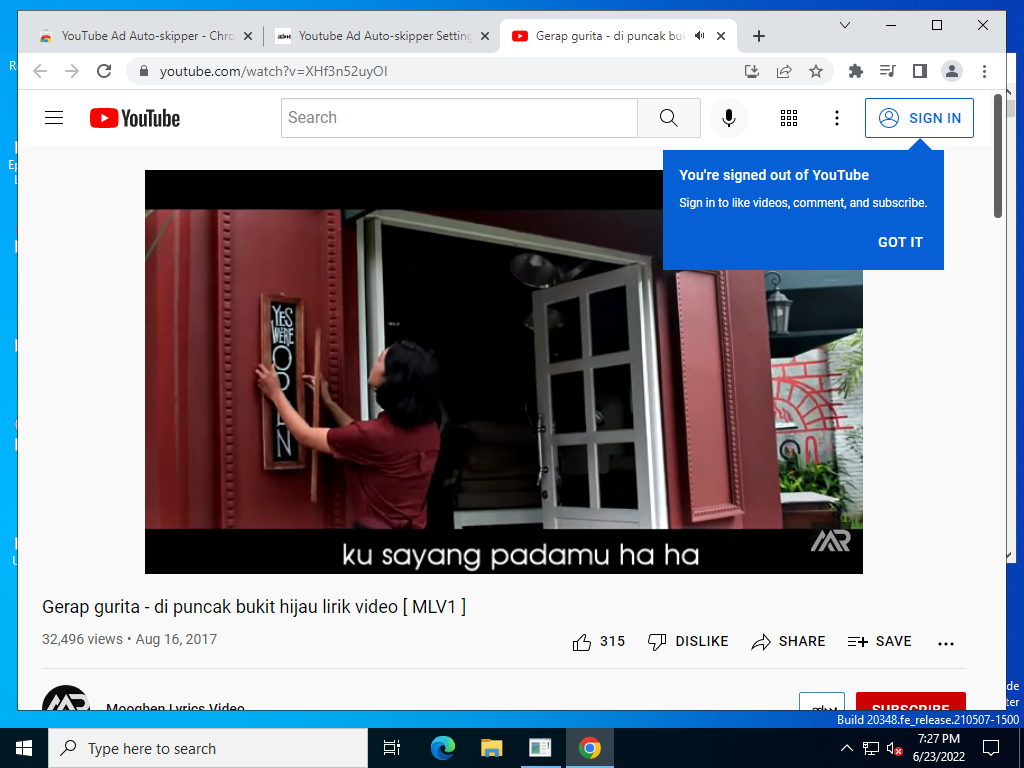 YouTube Ad Auto-skipper - Chro
Youtube Ad Auto-skipper Setting
Gerap gurita - di puncak buk
youtube.com/watch?v=XHf3n52uyOI
YouTube
Search
SIGN IN
You're signed out of YouTube
Sign in to like videos, comment, and subscribe.
GOT IT
YES
WE'RE
OPEN
ku sayang padamu ha ha
MR
Gerap gurita - di puncak bukit hijau lirik video [ MLV1 ]
32,496 views • Aug 16, 2017
315
DISLIKE
SHARE
SAVE
Mooghen Lyrics Video
SUBSCRIBE
Build 20348.fe_release.210507-1500
Type here to search
7:27 PM
6/23/2022